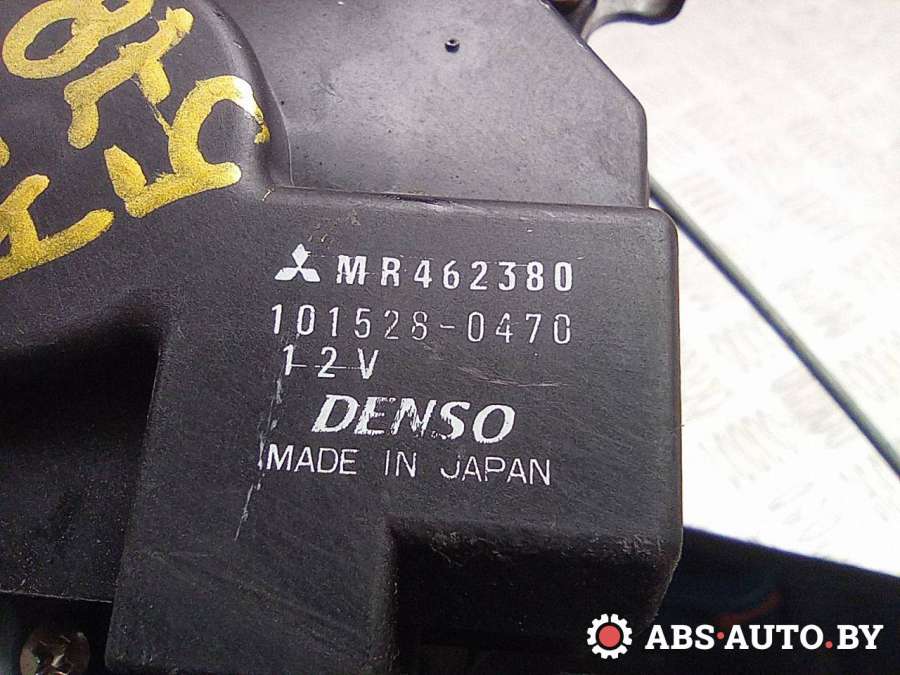 MR462380
101528-0470
12V
DENSO
MADE IN JAPAN
ABS-AUTO.BY